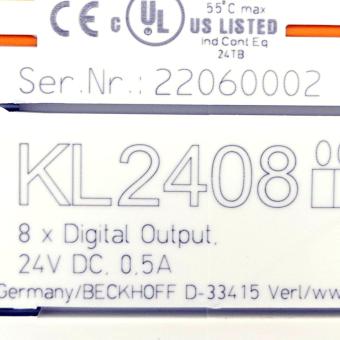 55°C max
CE c UL US LISTED
Ind Cont Eq
24TB
Ser.Nr.: 22060002
KL2408
8 x Digital Output,
24V DC, 0,5A
Germany/BECKHOFF D-33415 Verl/www